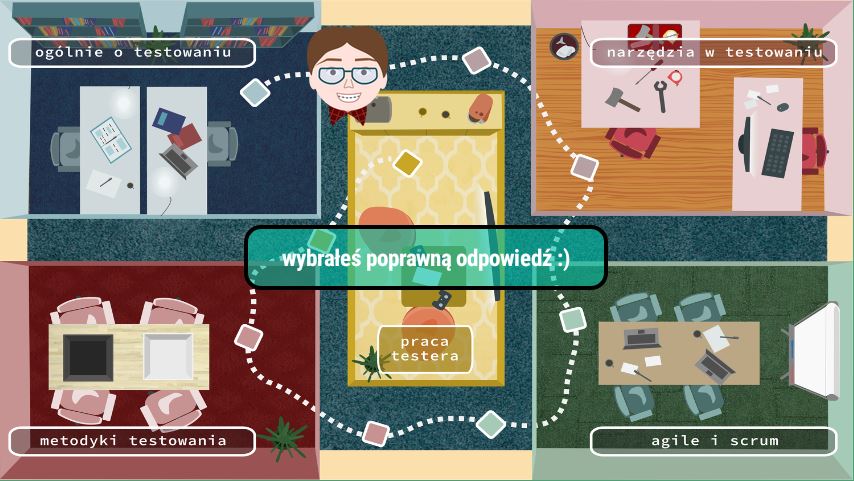 ogólnie o testowaniu
narzędzia w testowaniu
wybrałeś poprawną odpowiedź :)
praca
testera
metodyki testowania
agile i scrum